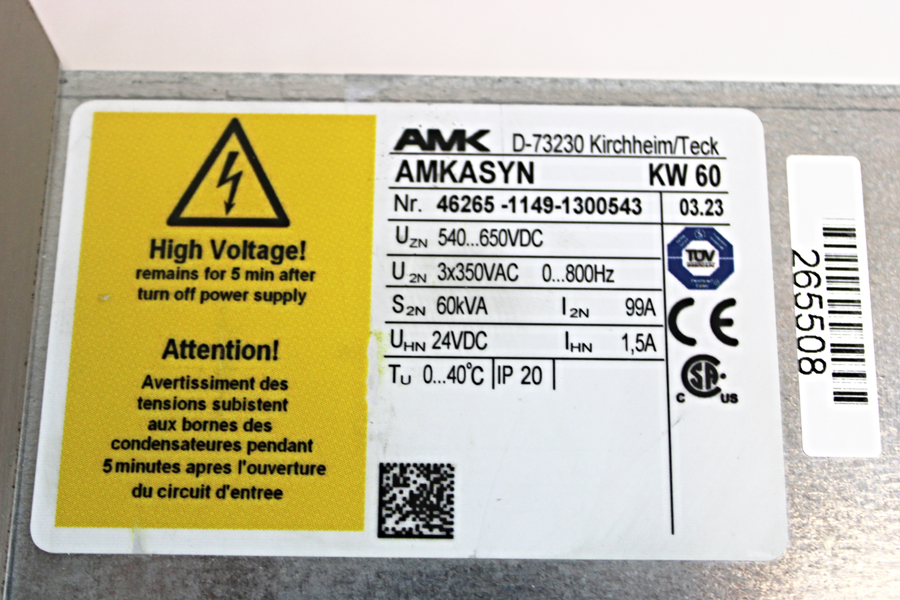 High Voltage!
remains for 5 min after
turn off power supply
Attention!
Avertissiment des
tensions subistent
aux bornes des
condensateures pendant
5 minutes apres l'ouverture
du circuit d'entree
AMK D-73230 Kirchheim/Teck
AMKASYN KW 60
Nr. 46265 -1149-1300543 03.23
UZN 540...650VDC
U2N 3x350VAC 0...800Hz
S2N 60kVA I2N 99A
UHN 24VDC IHN 1,5A
TU 0...40°C IP 20
TÜV
CE
C SA US
265508